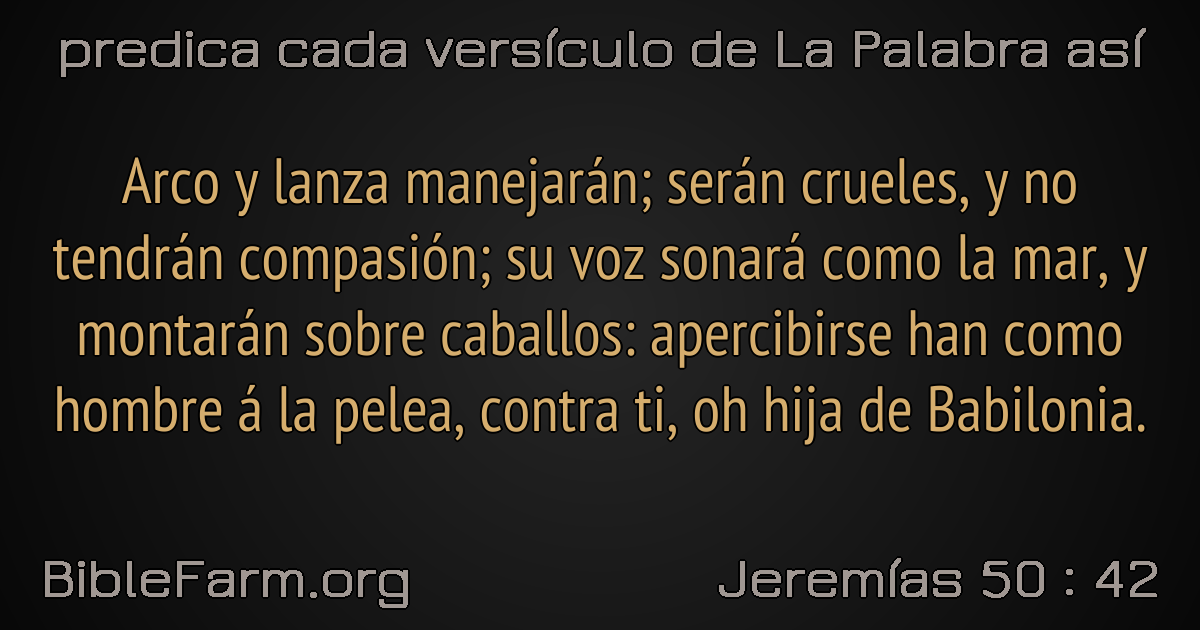 predica cada versículo de La Palabra así
Arco y lanza manejarán; serán crueles, y no
tendrán compasión; su voz sonará como la mar, y
montarán sobre caballos: apercibirse han como
hombre á la pelea, contra ti, oh hija de Babilonia.
BibleFarm.org
Jeremías 50 : 42